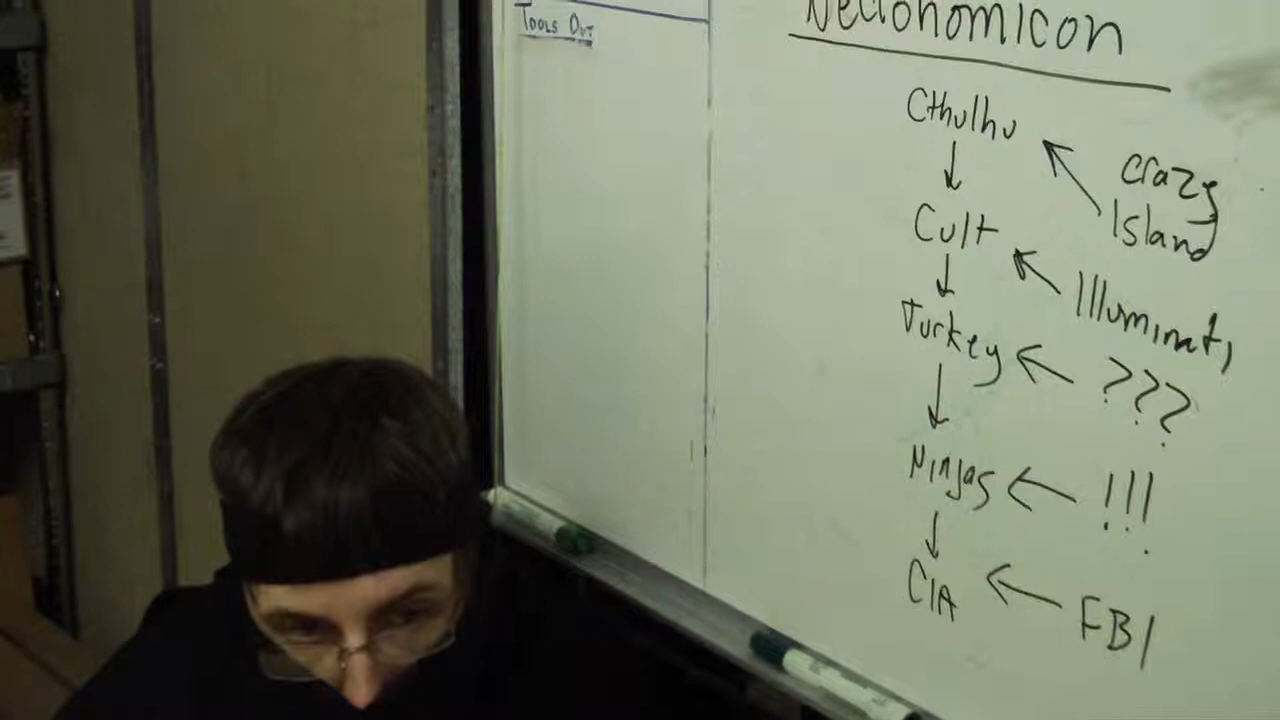 Tools Out
Necronomicon
Cthulhu
Crazy
Island
Cult
Illuminati
Turkey
???
Ninjas
!!!
CIA
FBI